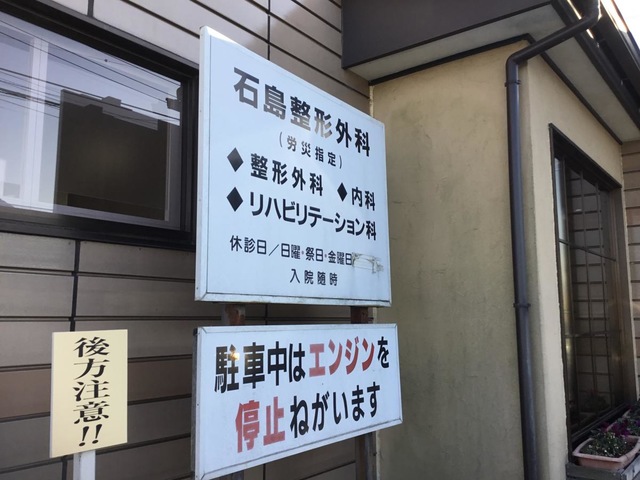 石島整形外科
(労災指定)
◆整形外科 ◆内科
◆リハビリテーション科
休診日/日曜・祭日・金曜日
入院随時
駐車中はエンジンを
停止ねがいます
後方注意!!